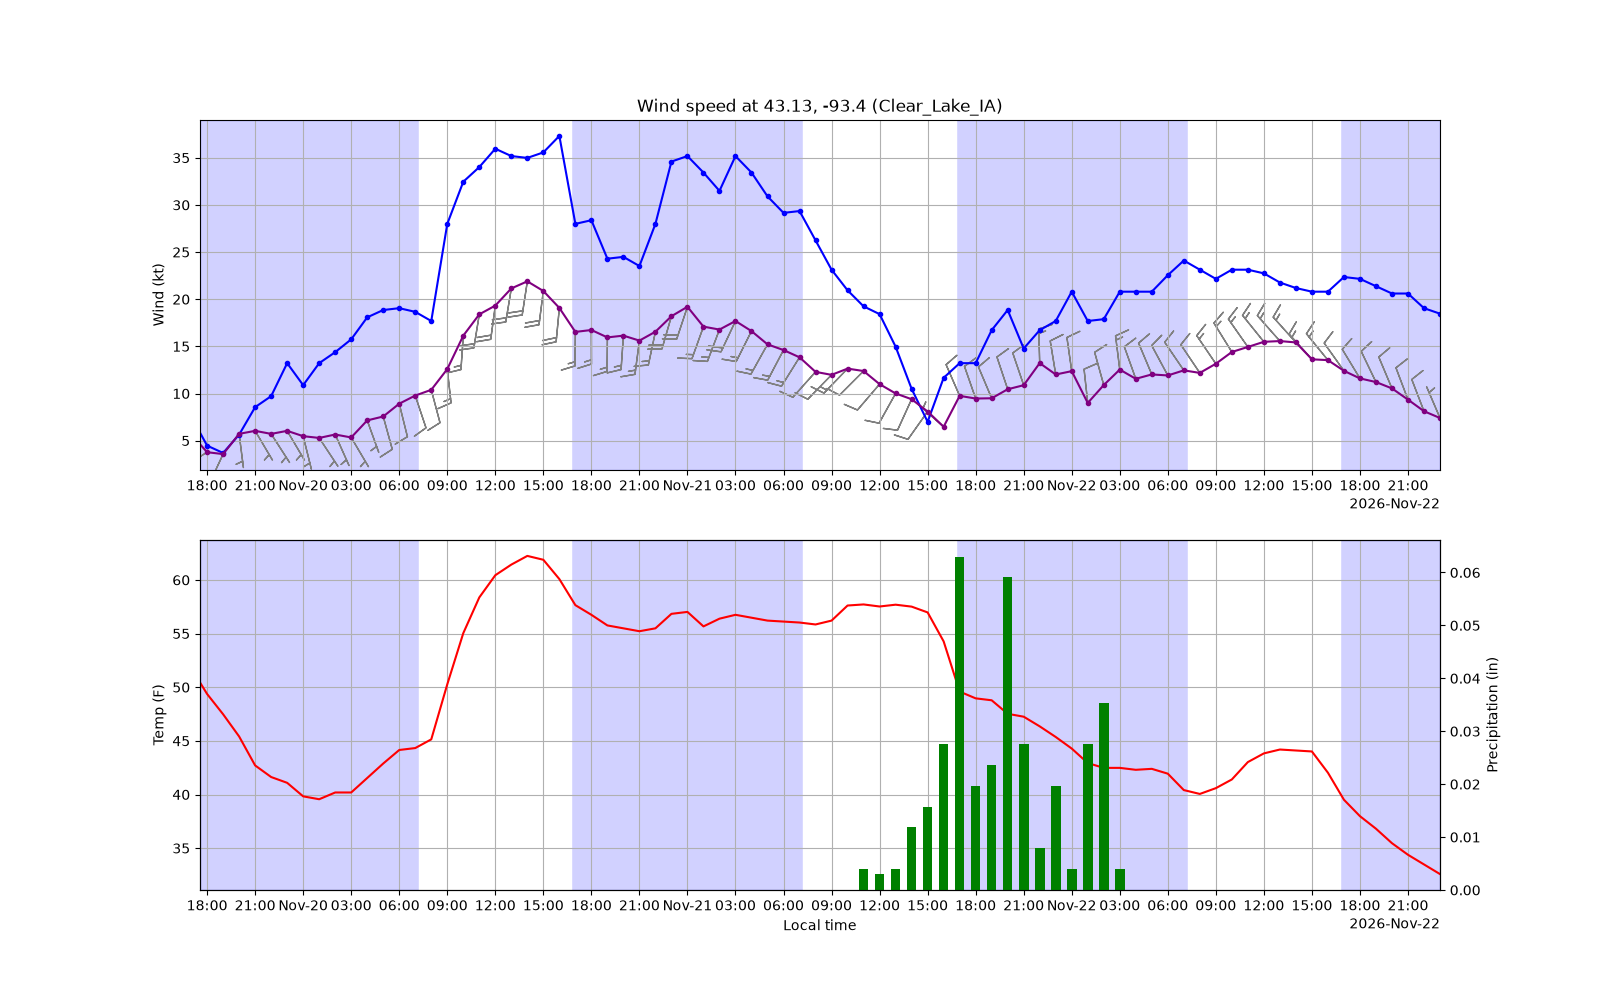 Wind speed at 43.13, -93.4 (Clear_Lake_IA)
35
30
25
20
15
10
5
Wind (kt)
18:00 21:00 Nov-20 03:00 06:00 09:00 12:00 15:00 18:00 21:00 Nov-21 03:00 06:00 09:00 12:00 15:00 18:00 21:00 Nov-22 03:00 06:00 09:00 12:00 15:00 18:00 21:00
2026-Nov-22
60
55
50
45
40
35
Temp (F)
0.06
0.05
0.04
0.03
0.02
0.01
0.00
Precipitation (in)
18:00 21:00 Nov-20 03:00 06:00 09:00 12:00 15:00 18:00 21:00 Nov-21 03:00 06:00 09:00 12:00 15:00 18:00 21:00 Nov-22 03:00 06:00 09:00 12:00 15:00 18:00 21:00
Local time
2026-Nov-22